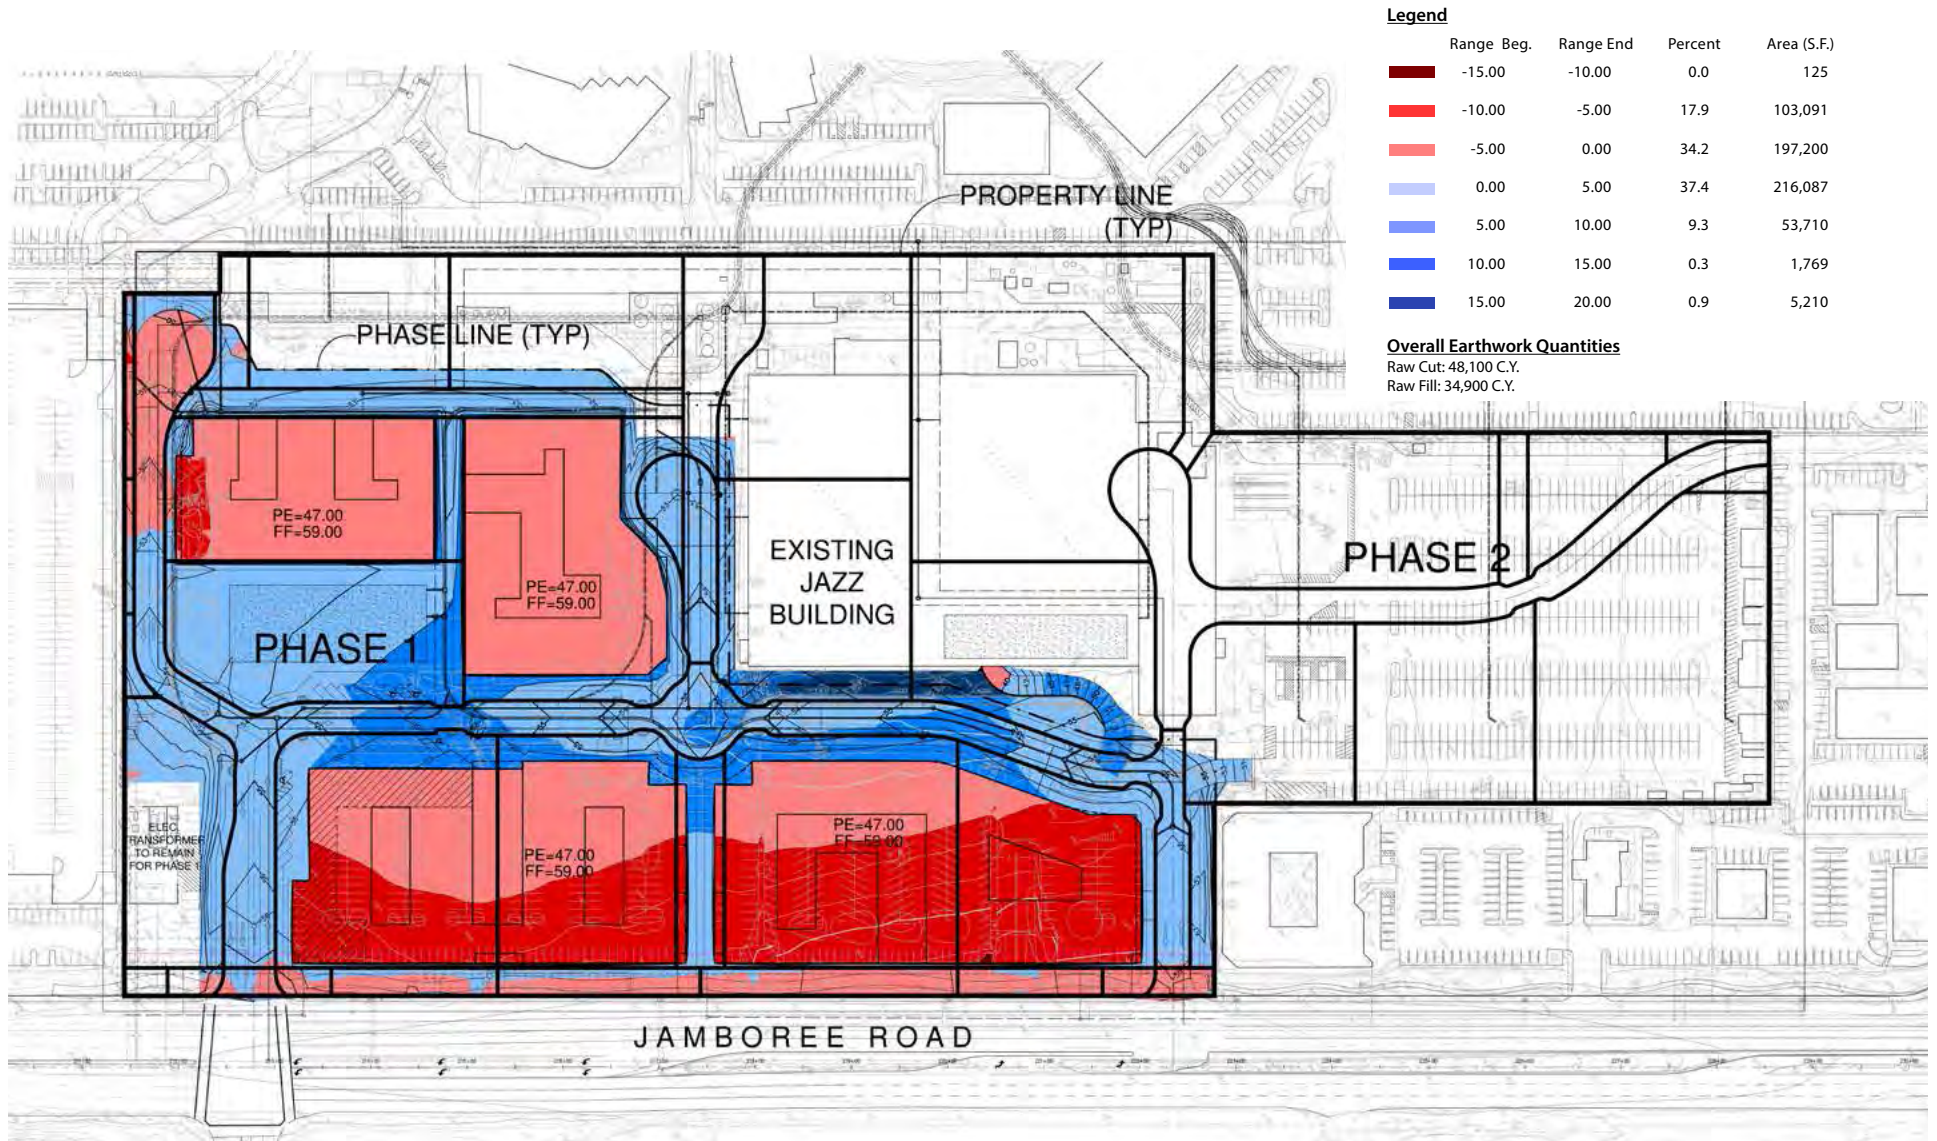 Legend
Range Beg. Range End Percent Area (S.F.)
-15.00 -10.00 0.0 125
-10.00 -5.00 17.9 103,091
-5.00 0.00 34.2 197,200
0.00 5.00 37.4 216,087
5.00 10.00 9.3 53,710
10.00 15.00 0.3 1,769
15.00 20.00 0.9 5,210
Overall Earthwork Quantities
Raw Cut: 48,100 C.Y.
Raw Fill: 34,900 C.Y.
PROPERTY LINE
(TYP)
PHASE LINE (TYP)
PE=47.00
FF=59.00
PE=47.00
FF=59.00
EXISTING
JAZZ
BUILDING
PHASE 2
PHASE 1
PE=47.00
FF=59.00
PE=47.00
FF=59.00
ELEC.
TRANSFORMER
TO REMAIN
FOR PHASE 1
JAMBOREE ROAD